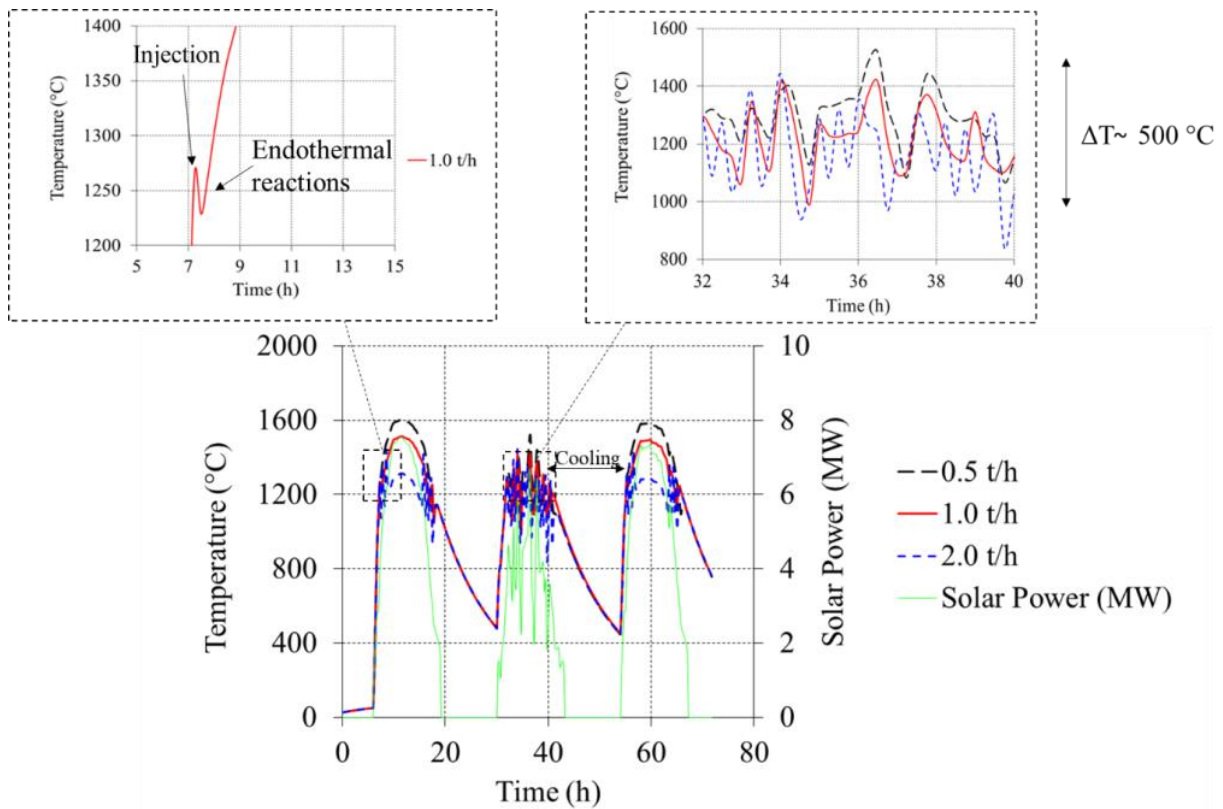 1400
1350
1300
1250
1200
Temperature (°C)
Injection
Endothermal
reactions
1.0 t/h
5 7 9 11 13 15
Time (h)
1600
1400
1200
1000
800
Temperature (°C)
32 34 36 38 40
Time (h)
ΔT~ 500 °C
2000
1600
1200
800
400
0
Temperature (°C)
Cooling
10
8
6
4
2
0
Solar Power (MW)
0 20 40 60 80
Time (h)
0.5 t/h
1.0 t/h
2.0 t/h
Solar Power (MW)